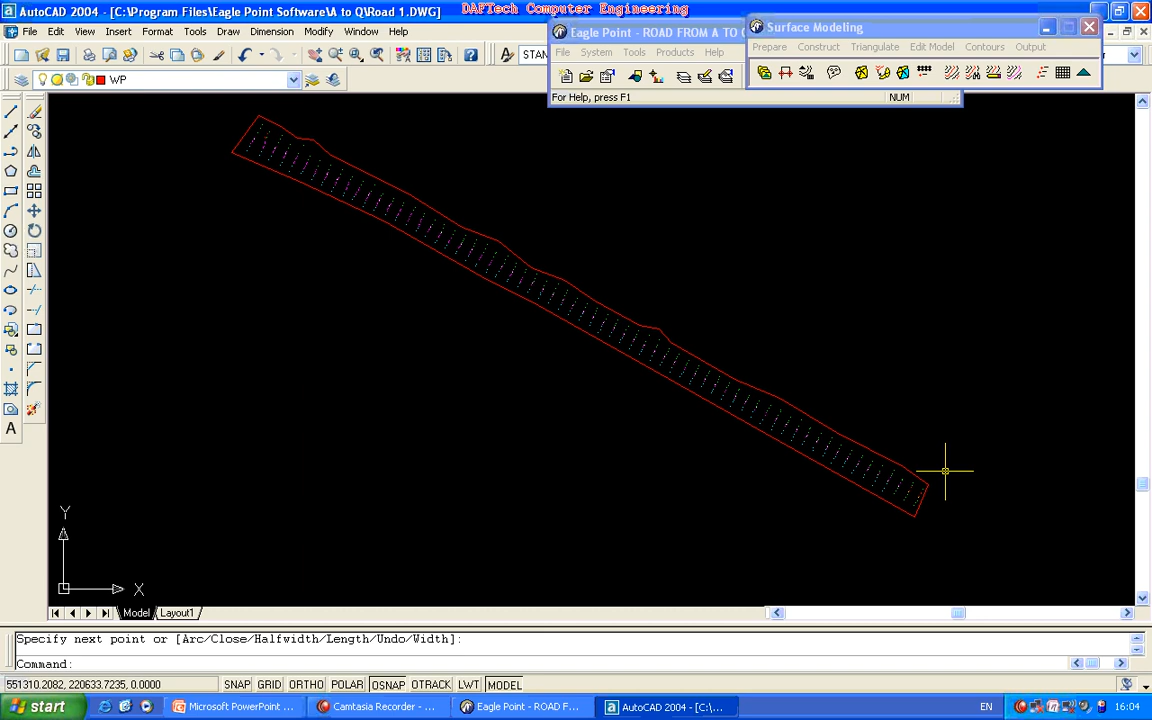 AutoCAD 2004 - [C:\Program Files\Eagle Point Software\A to Q\Road 1.DWG]
DAFTech Computer Engineering
File Edit View Insert Format Tools Draw Dimension Modify Window Help
Eagle Point - ROAD FROM A TO
File System Tools Products Help
For Help, press F1
NUM
Surface Modeling
Prepare Construct Triangulate Edit Model Contours Output
STAN
WP
A
Y
X
Model Layout1
Specify next point or [Arc/Close/Halfwidth/Length/Undo/Width]:
Command:
551310.2082, 220633.7235, 0.0000 SNAP GRID ORTHO POLAR OSNAP OTRACK LWT MODEL
start Microsoft PowerPoint ... Camtasia Recorder - ... Eagle Point - ROAD F... AutoCAD 2004 - [C:\... EN 16:04